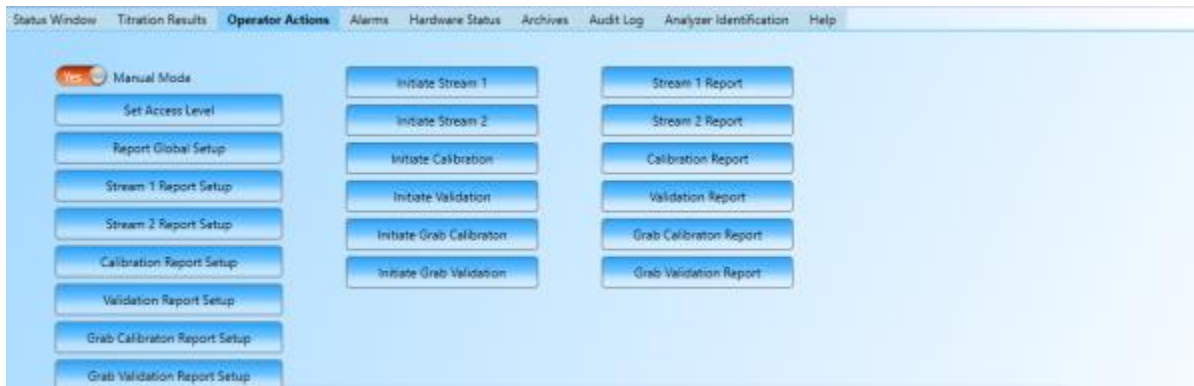 Status Window Titration Results Operator Actions Alarms Hardware Status Archives Audit Log Analyzer Identification Help
Yes Manual Mode
Set Access Level
Report Global Setup
Stream 1 Report Setup
Stream 2 Report Setup
Calibration Report Setup
Validation Report Setup
Grab Calibraton Report Setup
Grab Validation Report Setup
Initiate Stream 1
Initiate Stream 2
Initiate Calibration
Initiate Validation
Initiate Grab Calibraton
Initiate Grab Validation
Stream 1 Report
Stream 2 Report
Calibration Report
Validation Report
Grab Calibraton Report
Grab Validation Report